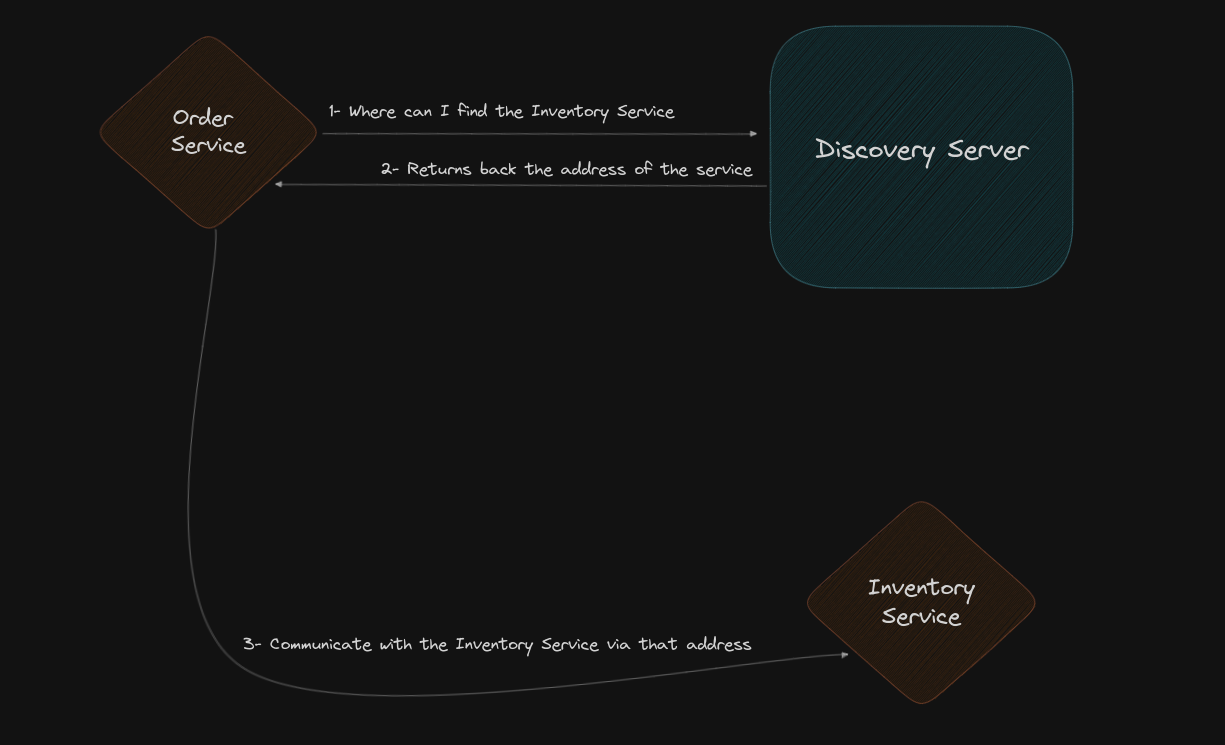 Order
Service
1- Where can I find the Inventory Service
2- Returns back the address of the service
Discovery Server
Inventory
Service
3- Communicate with the Inventory Service via that address